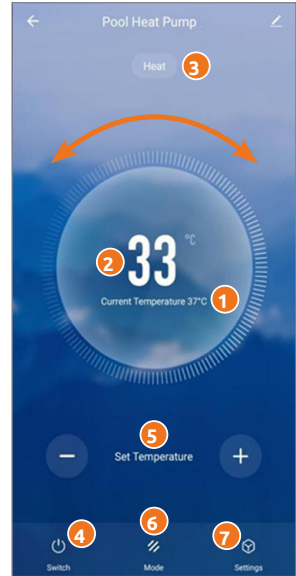 Pool Heat Pump
Heat 3
2 33 °C
Current Temperature 37°C 1
5
− Set Temperature +
4 6 7
Switch Mode Settings